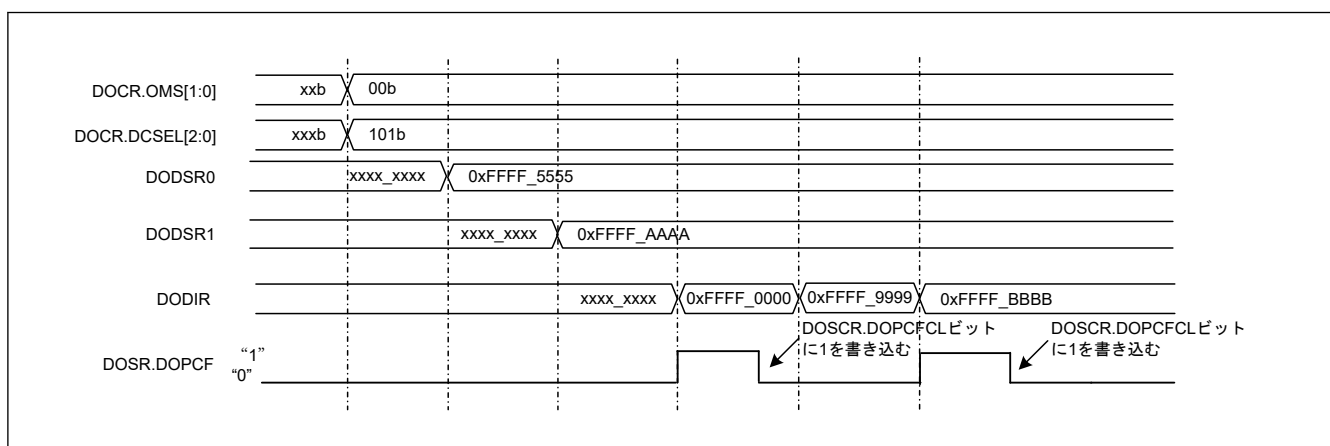 DOCR.OMS[1:0] xxb 00b
DOCR.DCSEL[2:0] xxxb 101b
DODSR0 xxxx_xxxx 0xFFFF_5555
DODSR1 xxxx_xxxx 0xFFFF_AAAA
DODIR xxxx_xxxx 0xFFFF_0000 0xFFFF_9999 0xFFFF_BBBB
DOSCR.DOPCFCLビット
に1を書き込む
DOSCR.DOPCFCLビット
に1を書き込む
DOSR.DOPCF “1”
“0”